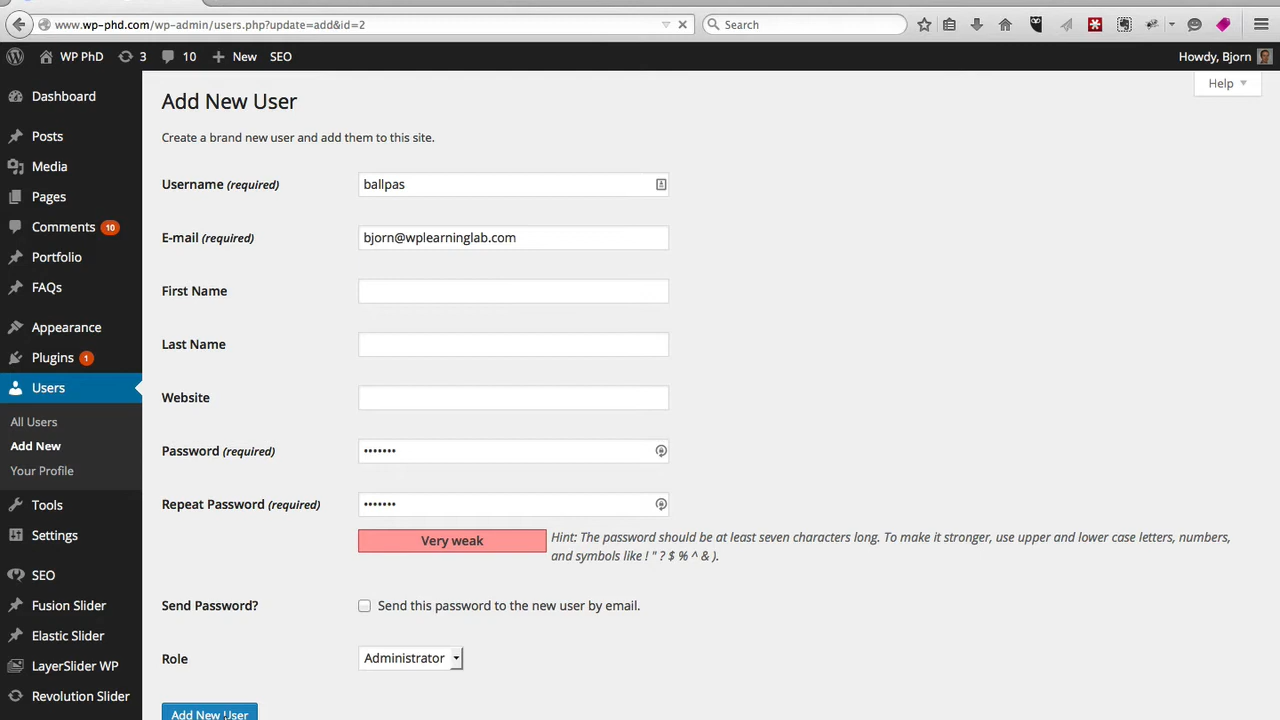 www.wp-phd.com/wp-admin/users.php?update=add&id=2
Search
WP PhD
3
10
New
SEO
Howdy, Bjorn
Help
Dashboard
Posts
Media
Pages
Comments 10
Portfolio
FAQs
Appearance
Plugins 1
Users
All Users
Add New
Your Profile
Tools
Settings
SEO
Fusion Slider
Elastic Slider
LayerSlider WP
Revolution Slider
Add New User
Create a brand new user and add them to this site.
Username (required)
ballpas
E-mail (required)
bjorn@wplearninglab.com
First Name
Last Name
Website
Password (required)
•••••••
Repeat Password (required)
•••••••
Very weak
Hint: The password should be at least seven characters long. To make it stronger, use upper and lower case letters, numbers,
and symbols like ! " ? $ % ^ & ).
Send Password?
Send this password to the new user by email.
Role
Administrator
Add New User